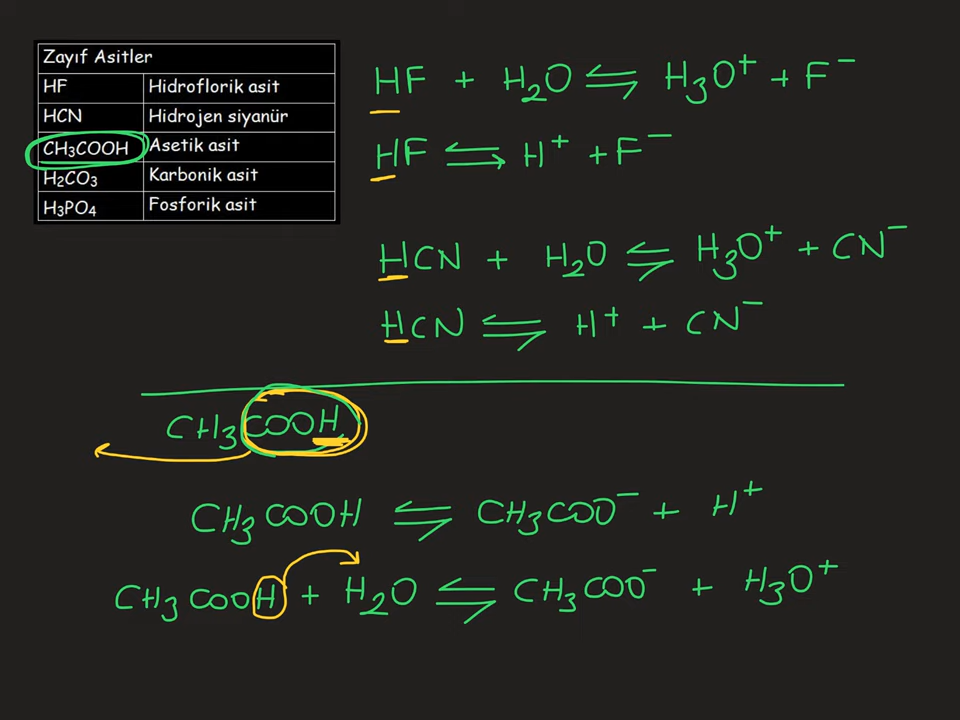 Zayıf Asitler
HF Hidroflorik asit
HCN Hidrojen siyanür
CH₃COOH Asetik asit
H₂CO₃ Karbonik asit
H₃PO₄ Fosforik asit
HF + H₂O ⇌ H₃O⁺ + F⁻
HF ⇌ H⁺ + F⁻
HCN + H₂O ⇌ H₃O⁺ + CN⁻
HCN ⇌ H⁺ + CN⁻
CH₃COOH
CH₃COOH ⇌ CH₃COO⁻ + H⁺
CH₃COOH + H₂O ⇌ CH₃COO⁻ + H₃O⁺